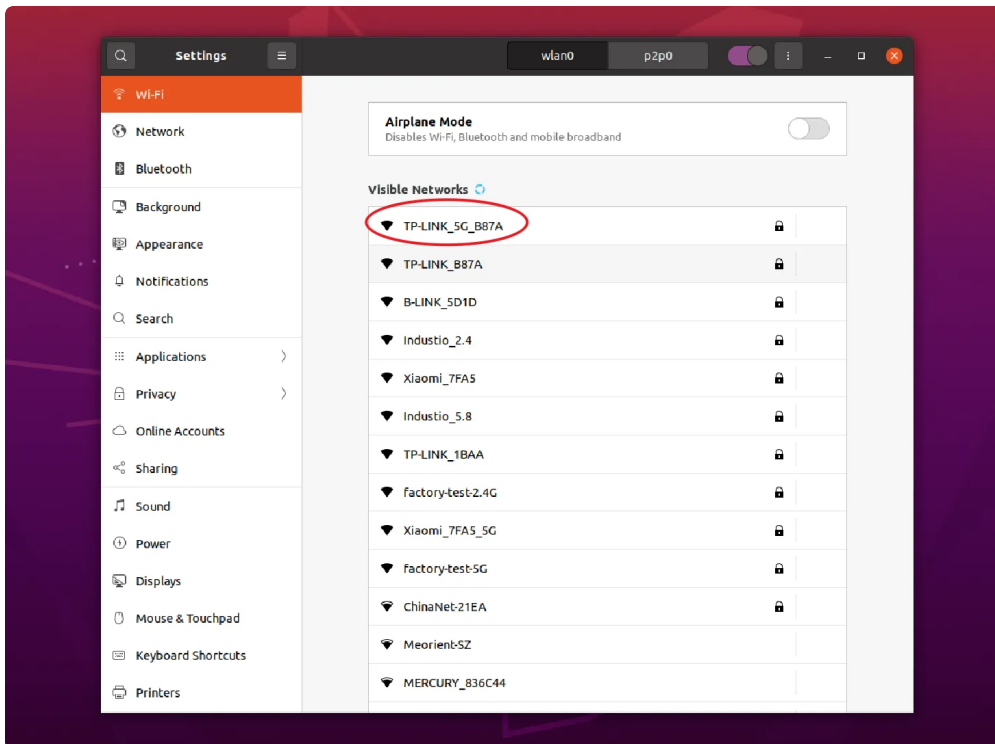 Settings
wlan0
p2p0
Wi-Fi
Network
Bluetooth
Background
Appearance
Notifications
Search
Applications
Privacy
Online Accounts
Sharing
Sound
Power
Displays
Mouse & Touchpad
Keyboard Shortcuts
Printers
Airplane Mode
Disables Wi-Fi, Bluetooth and mobile broadband
Visible Networks
TP-LINK_5G_B87A
TP-LINK_B87A
B-LINK_5D1D
Industio_2.4
Xiaomi_7FA5
Industio_5.8
TP-LINK_1BAA
factory-test-2.4G
Xiaomi_7FA5_5G
factory-test-5G
ChinaNet-21EA
Meorient-SZ
MERCURY_836C44